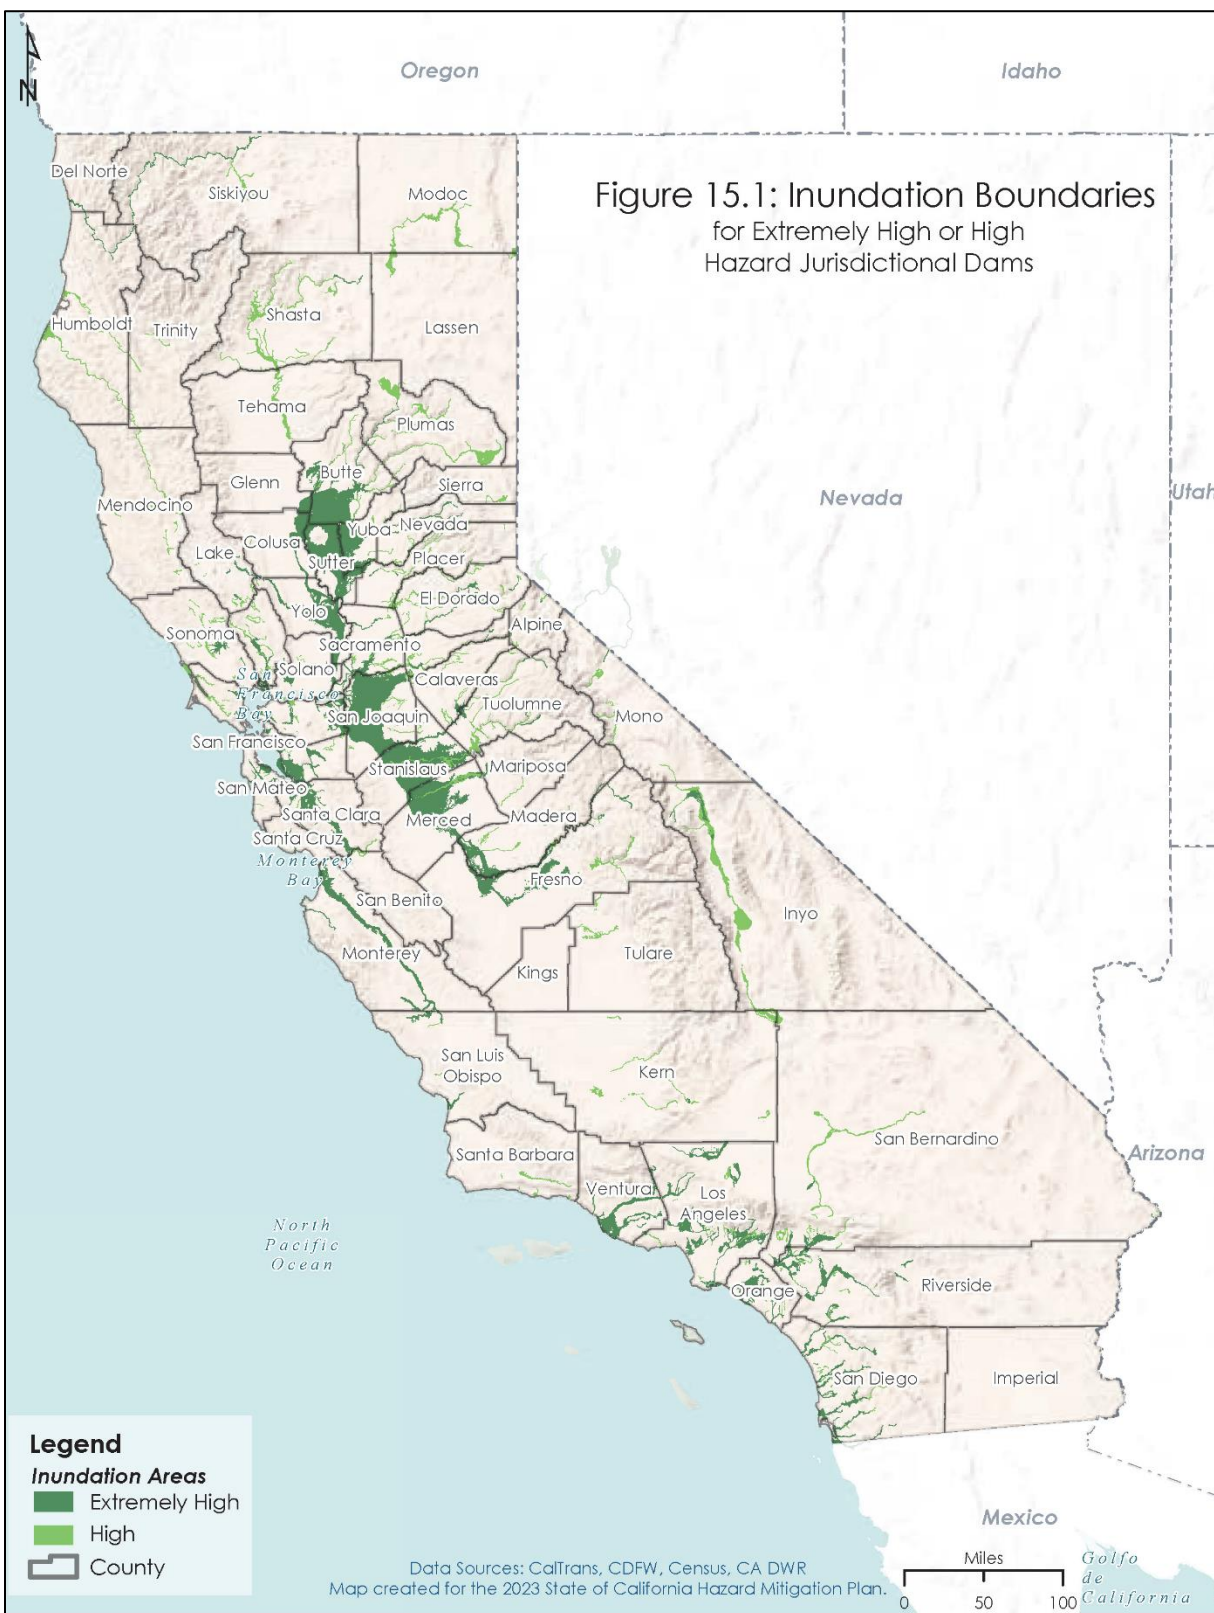 N
Oregon
Idaho
Figure 15.1: Inundation Boundaries
for Extremely High or High
Hazard Jurisdictional Dams
Del Norte
Siskiyou
Modoc
Humboldt
Trinity
Shasta
Lassen
Tehama
Plumas
Glenn
Butte
Sierra
Mendocino
Nevada
Utah
Lake
Colusa
Yuba
Nevada
Sutter
Placer
Yolo
El Dorado
Sonoma
Alpine
Sacramento
Solano
San
Francisco
Bay
Calaveras
Tuolumne
San Joaquin
Mono
San Francisco
Stanislaus
Mariposa
San Mateo
Santa Clara
Merced
Madera
Santa Cruz
Monterey
Bay
Fresno
San Benito
Inyo
Monterey
Kings
Tulare
San Luis
Obispo
Kern
San Bernardino
Arizona
Santa Barbara
Ventura
Los
Angeles
North
Pacific
Ocean
Orange
Riverside
San Diego
Imperial
Legend
Inundation Areas
Extremely High
High
County
Mexico
Data Sources: CalTrans, CDFW, Census, CA DWR
Map created for the 2023 State of California Hazard Mitigation Plan.
Miles
0 50 100
Golfo
de
California